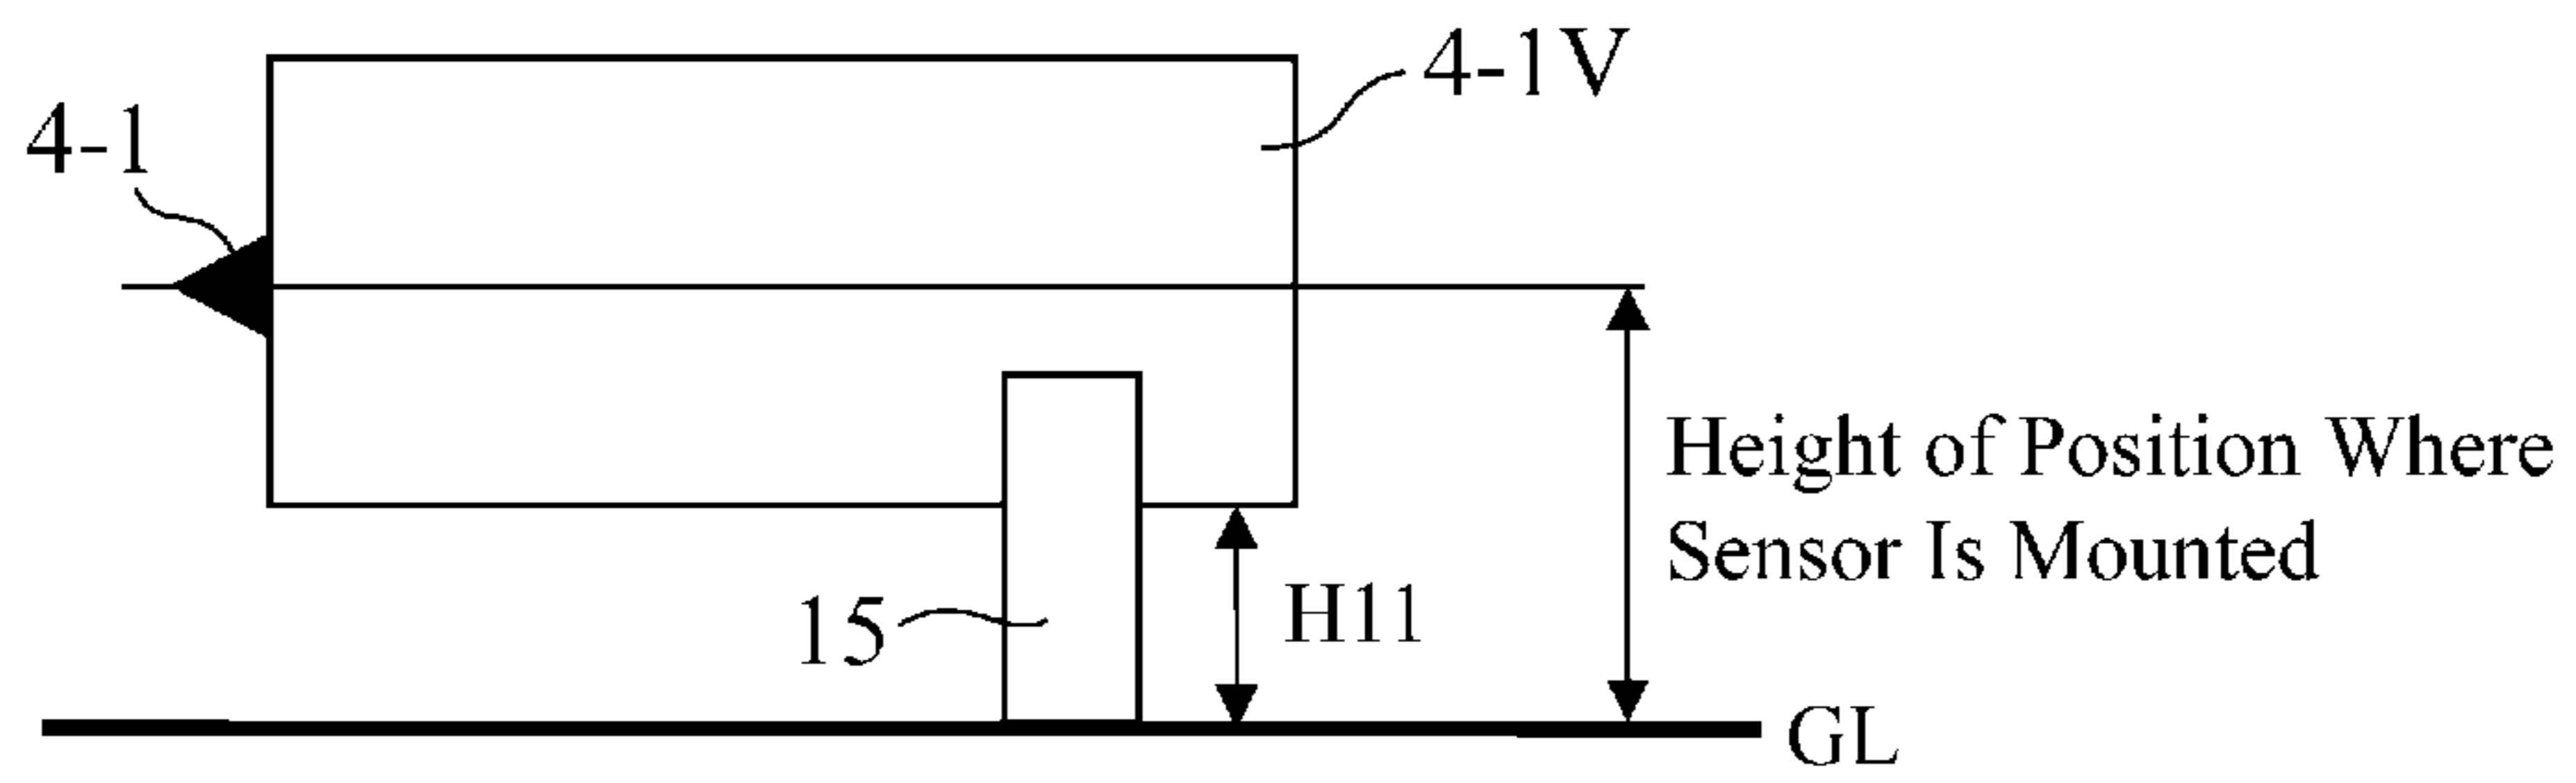 4-1V
4-1
Height of Position Where
Sensor Is Mounted
15
H11
GL